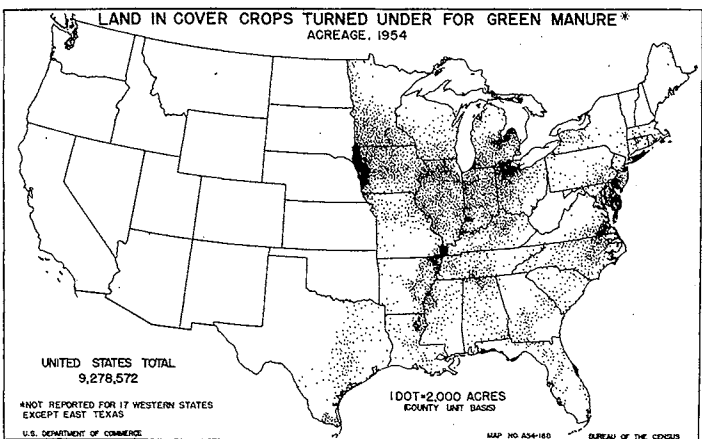 LAND IN COVER CROPS TURNED UNDER FOR GREEN MANURE*
ACREAGE, 1954
UNITED STATES TOTAL
9,278,572
*NOT REPORTED FOR 17 WESTERN STATES
EXCEPT EAST TEXAS
U.S. DEPARTMENT OF COMMERCE
1 DOT=2,000 ACRES
(COUNTY UNIT BASIS)
MAP NO. A54-188
BUREAU OF THE CENSUS